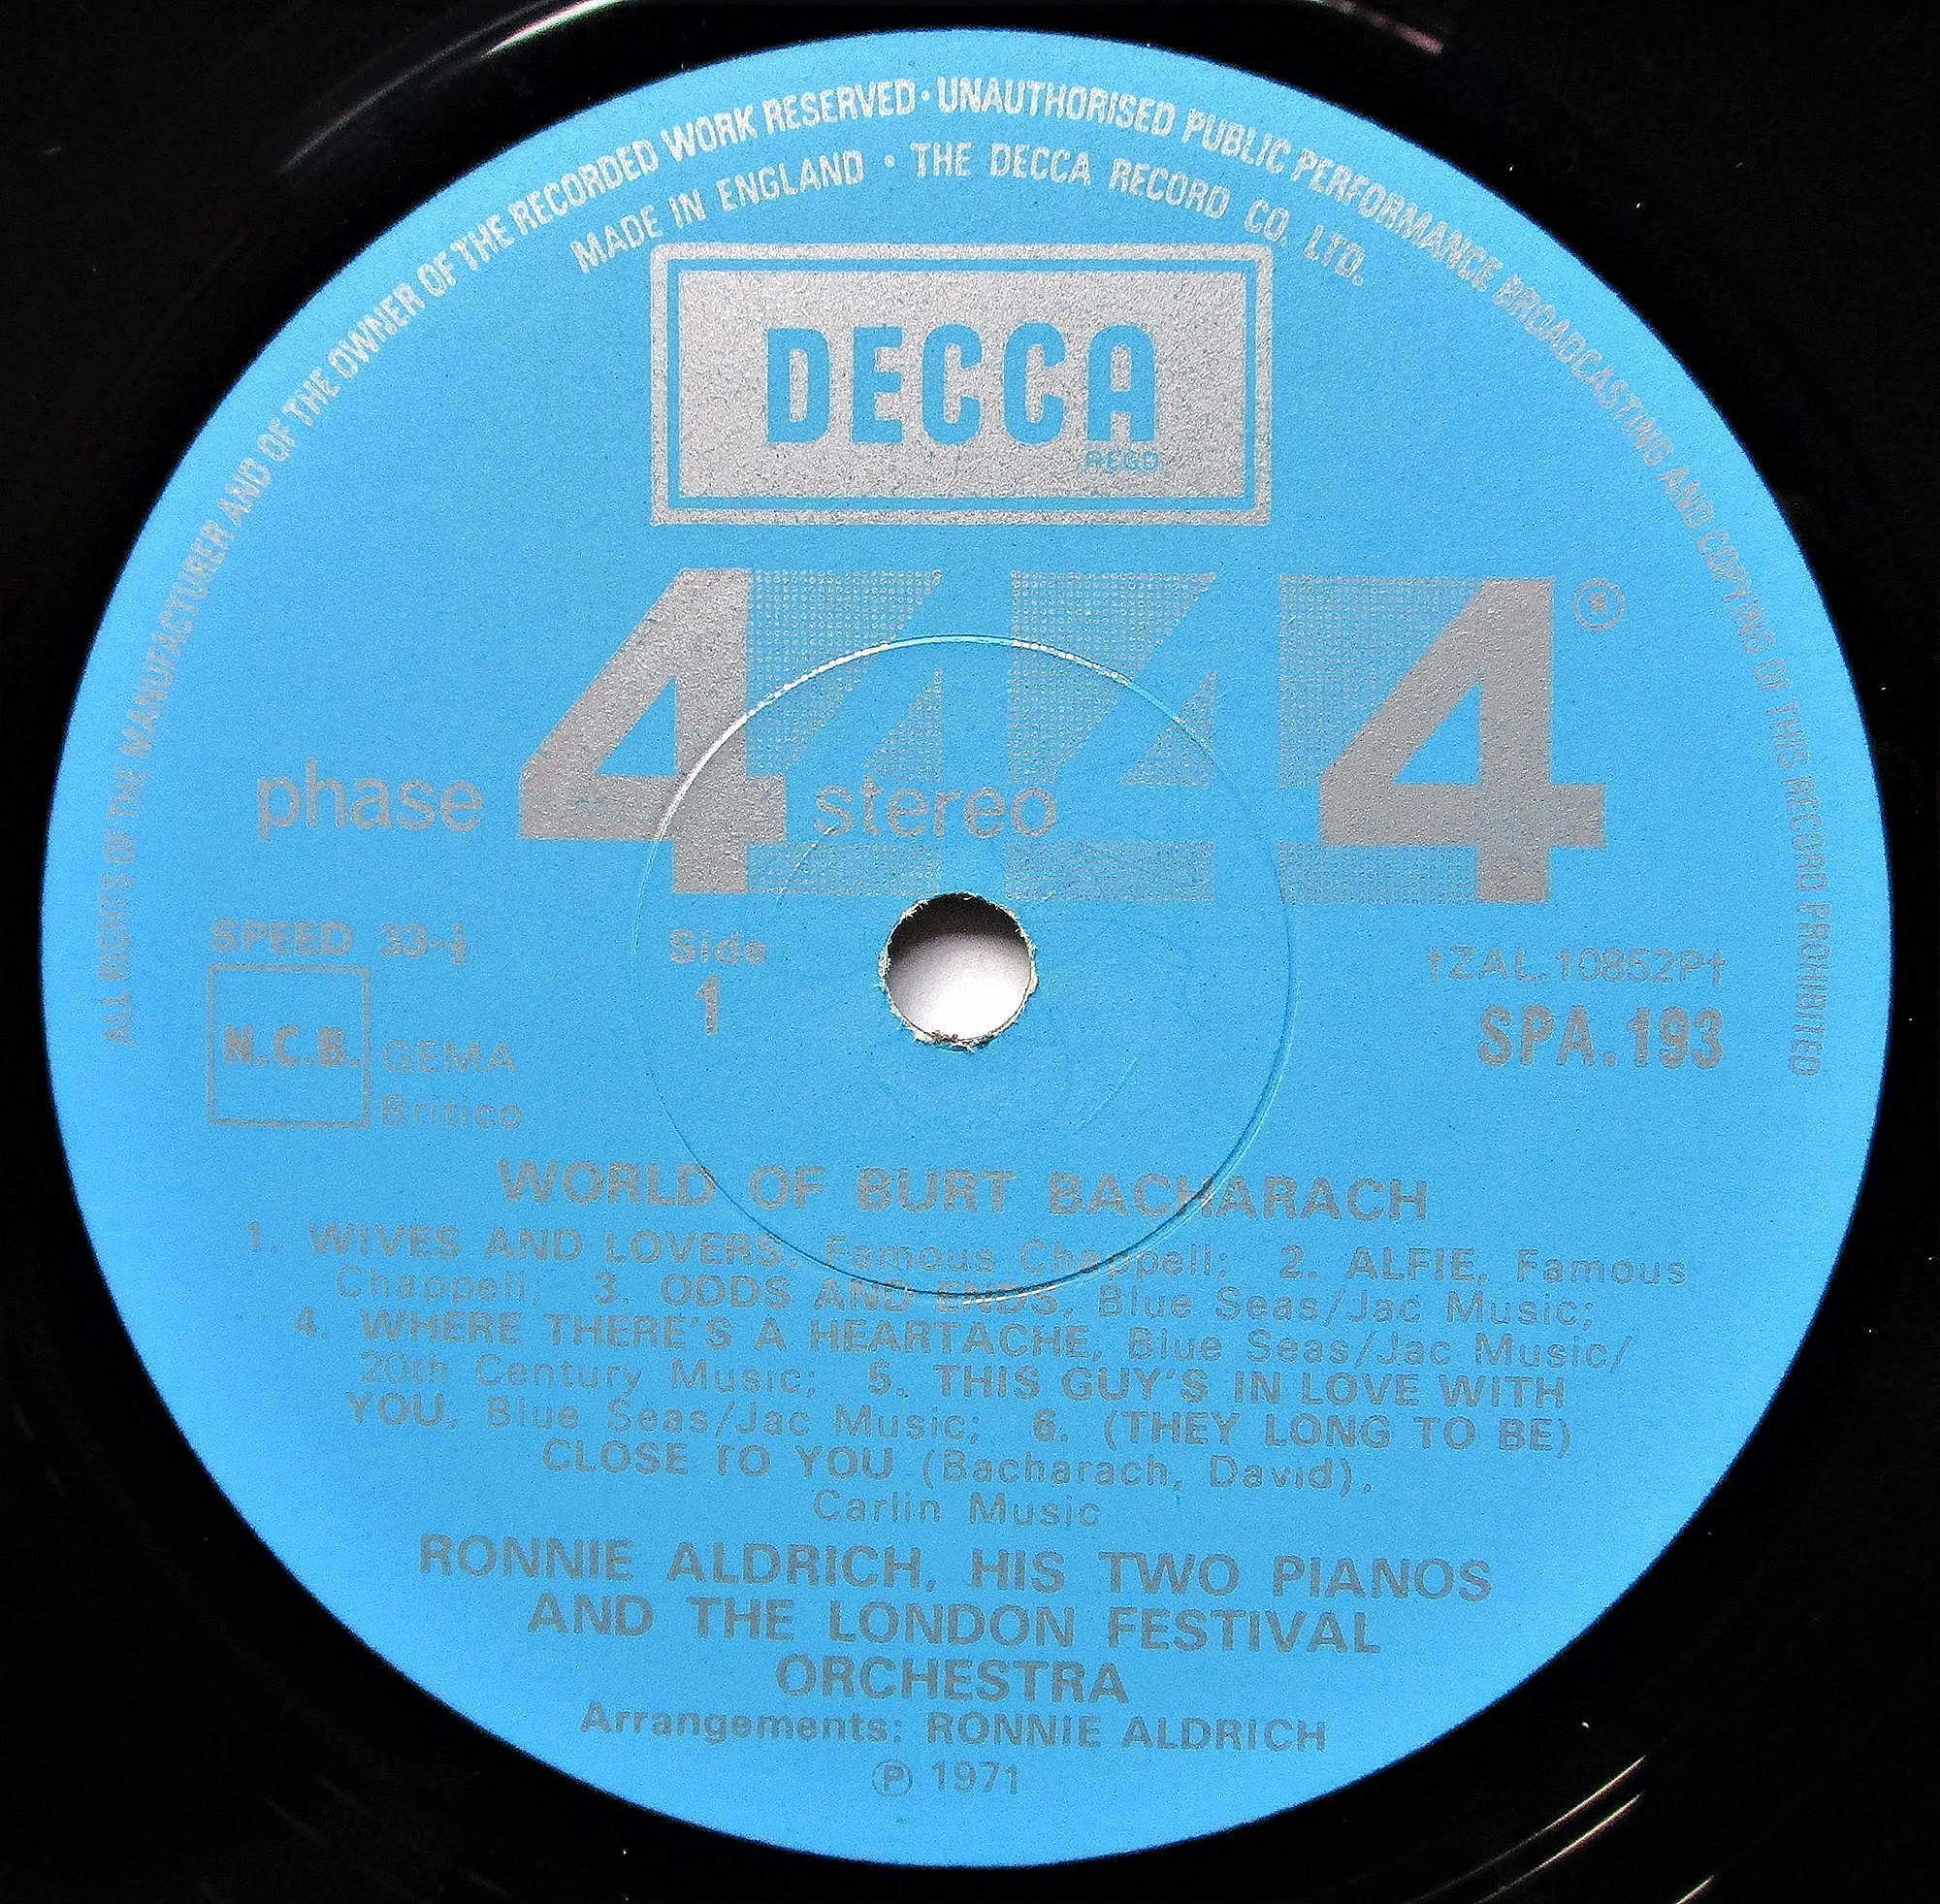 ALL RIGHTS OF THE MANUFACTURER AND OF THE OWNER OF THE RECORDED WORK RESERVED · UNAUTHORISED PUBLIC PERFORMANCE BROADCASTING AND COPYING OF THIS RECORD PROHIBITED
MADE IN ENGLAND · THE DECCA RECORD CO. LTD.
DECCA
REGD
phase 4 stereo 4 ®
SPEED 33-⅓
Side
1
†ZAL.10852P†
SPA.193
N.C.B. GEMA
Britico
WORLD OF BURT BACHARACH
1. WIVES AND LOVERS, Famous Chappell; 2. ALFIE, Famous
Chappell; 3. ODDS AND ENDS, Blue Seas/Jac Music;
4. WHERE THERE'S A HEARTACHE, Blue Seas/Jac Music/
20th Century Music; 5. THIS GUY'S IN LOVE WITH
YOU, Blue Seas/Jac Music; 6. (THEY LONG TO BE)
CLOSE TO YOU (Bacharach, David),
Carlin Music
RONNIE ALDRICH, HIS TWO PIANOS
AND THE LONDON FESTIVAL
ORCHESTRA
Arrangements: RONNIE ALDRICH
℗ 1971